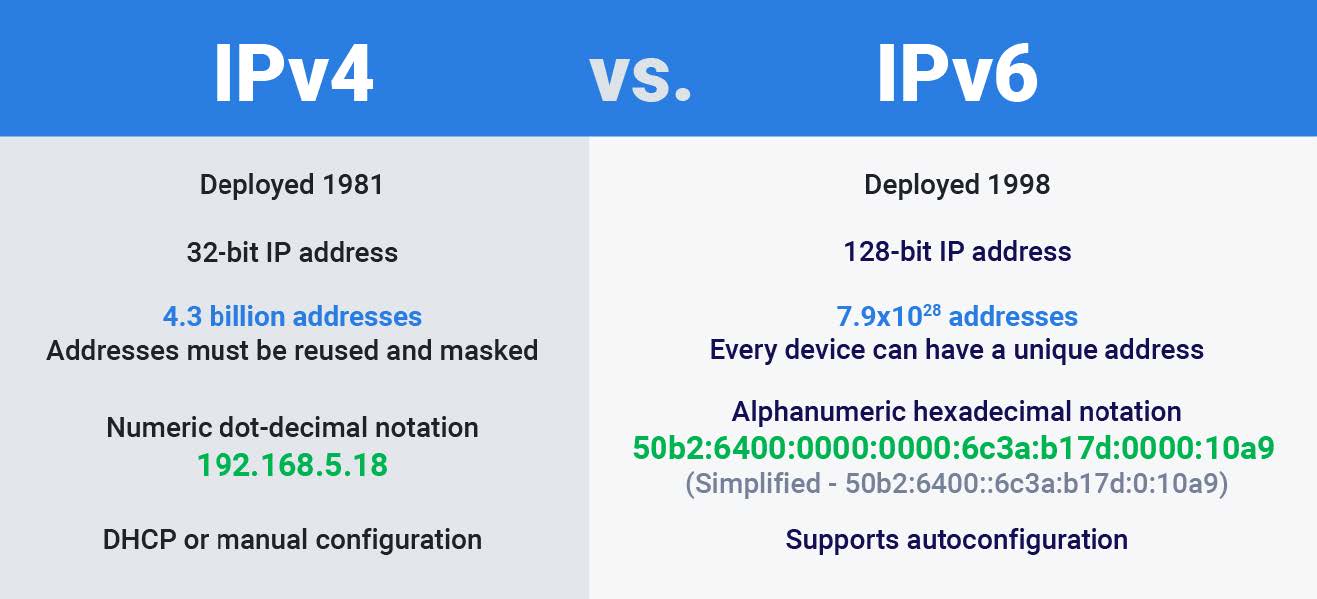 IPv4 vs. IPv6
Deployed 1981
32-bit IP address
4.3 billion addresses
Addresses must be reused and masked
Numeric dot-decimal notation
192.168.5.18
DHCP or manual configuration
Deployed 1998
128-bit IP address
7.9x10²⁸ addresses
Every device can have a unique address
Alphanumeric hexadecimal notation
50b2:6400:0000:0000:6c3a:b17d:0000:10a9
(Simplified - 50b2:6400::6c3a:b17d:0:10a9)
Supports autoconfiguration